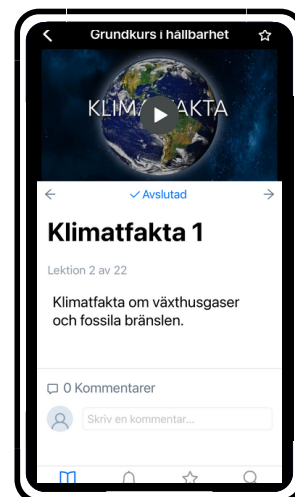 Grundkurs i hållbarhet
KLIMATFAKTA
Avslutad
Klimatfakta 1
Lektion 2 av 22
Klimatfakta om växthusgaser
och fossila bränslen.
0 Kommentarer
Skriv en kommentar...